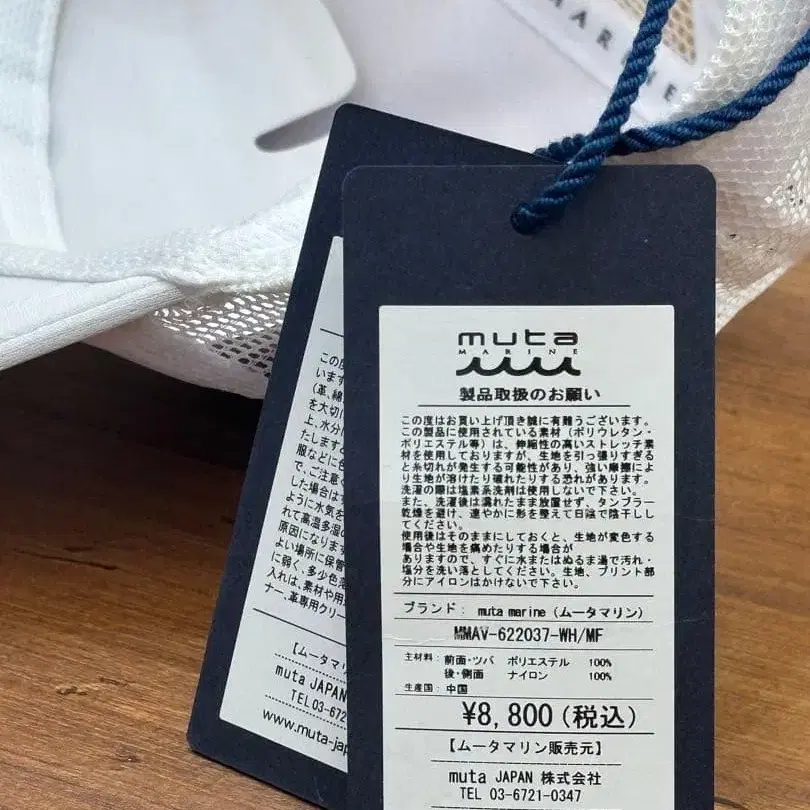 MARINE
この度
います
(革、綿
を大切に
上、水分
たしますと
服などに色
で、ご注意く
した場合はす
ように水気を
れて高温多湿の
原因になります
よい場所に保管
に弱く、多少色落
入れは、素材や用途
ナー、革専用クリー
【ムータマリ
muta JAPAN
TEL 03-672
www.muta-jap
muta
MARINE
製品取扱のお願い
この度はお買い上げ頂き誠に有難うございます。
この製品に使用されている素材（ポリウレタン・
ポリエステル等）は、伸縮性の高いストレッチ素
材を使用しておりますが、生地を引っ張りすぎる
と糸切れが発生する可能性があり、強い摩擦によ
り生地が溶けたり破れたりする恐れがあります。
洗濯の際は塩素系洗剤は使用しないで下さい。
また、洗濯後は濡れたまま放置せず、タンブラー
乾燥を避け、速やかに形を整えて日陰で陰干しし
てください。
使用後はそのままにしておくと、生地が変色する
場合や生地を痛めたりする場合が
ありますので、すぐに水またはぬるま湯で汚れ・
塩分を洗い落としてください。生地、プリント部
分にアイロンはかけないで下さい。
ブランド： muta marine（ムータマリン）
MMAV-622037-WH/MF
主材料： 前面・ツバ ポリエステル 100%
後・側面 ナイロン 100%
生産国： 中国
¥8,800（税込）
【ムータマリン販売元】
muta JAPAN 株式会社
TEL 03-6721-0347